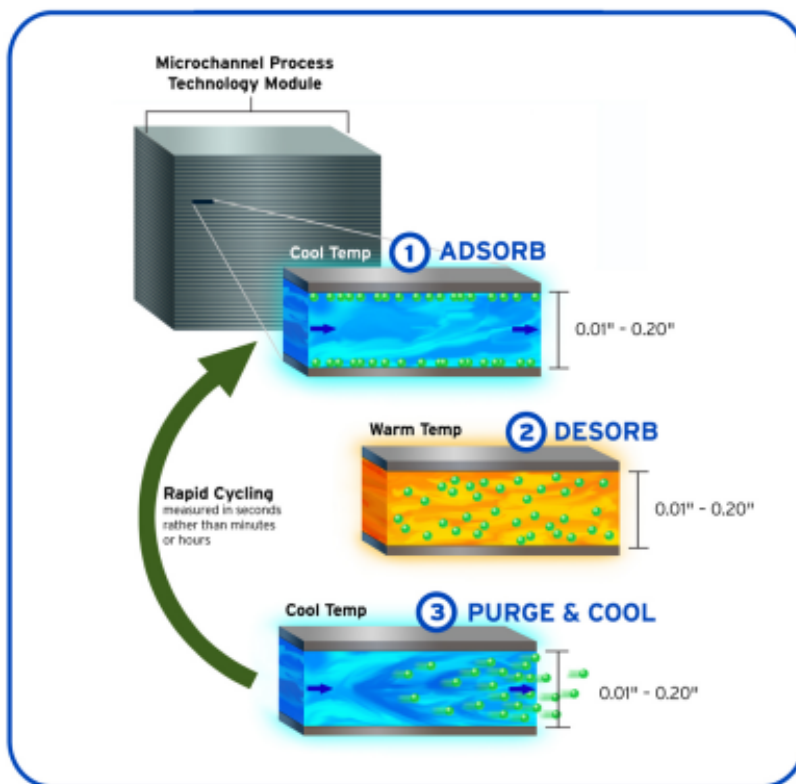 Microchannel Process
Technology Module
Cool Temp
1 ADSORB
0.01" - 0.20"
Warm Temp
2 DESORB
0.01" - 0.20"
Rapid Cycling
measured in seconds
rather than minutes
or hours
Cool Temp
3 PURGE & COOL
0.01" - 0.20"